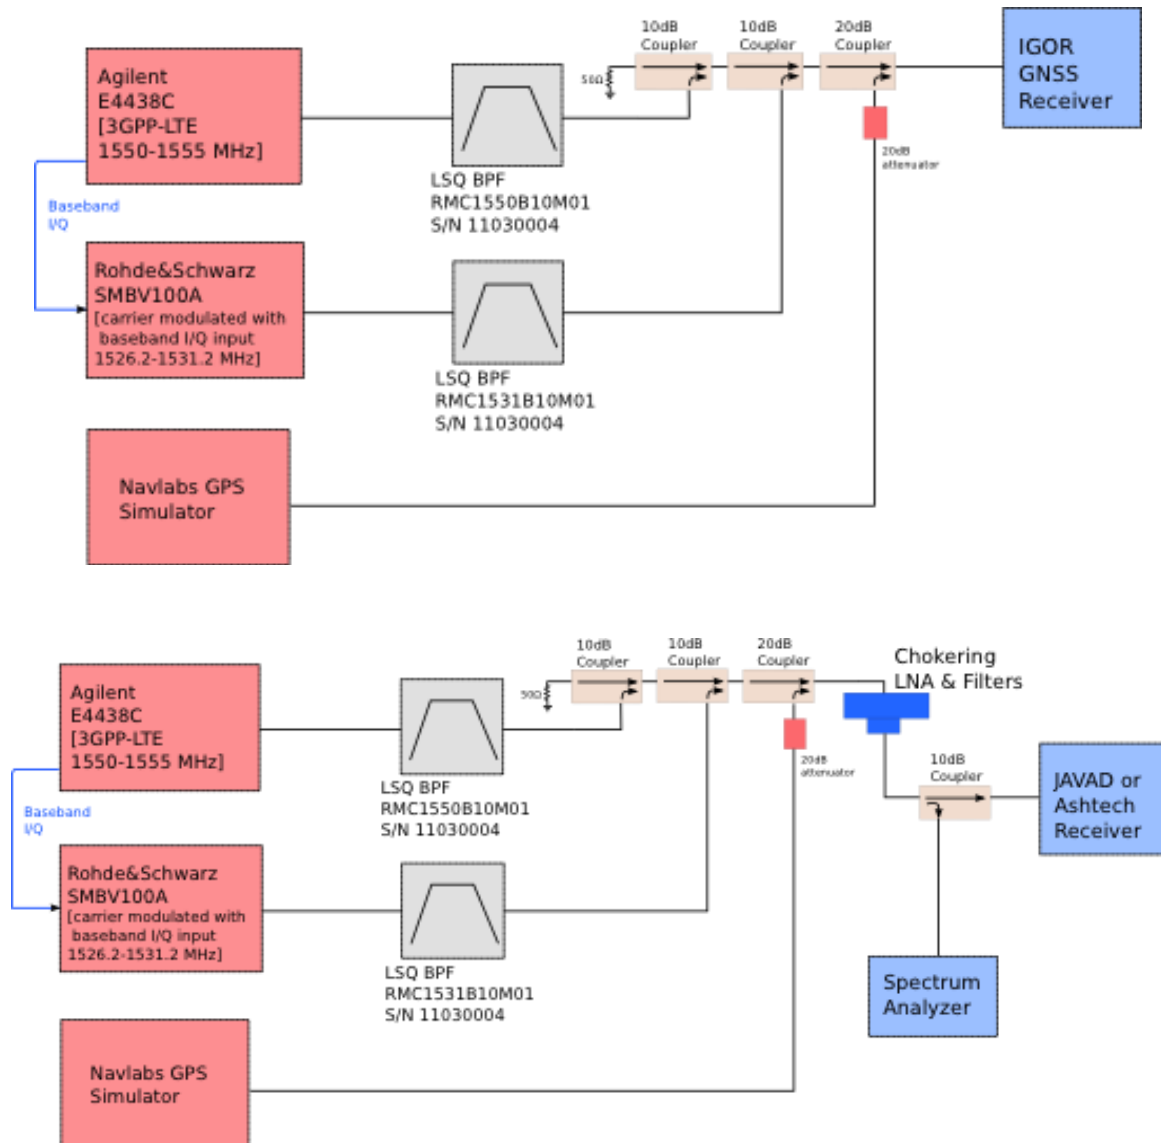 10dB
Coupler
10dB
Coupler
20dB
Coupler
IGOR
GNSS
Receiver
Agilent
E4438C
[3GPP-LTE
1550-1555 MHz]
50Ω
20dB
attenuator
LSQ BPF
RMC1550B10M01
S/N 11030004
Baseband
I/Q
Rohde&Schwarz
SMBV100A
[carrier modulated with
baseband I/Q input
1526.2-1531.2 MHz]
LSQ BPF
RMC1531B10M01
S/N 11030004
Navlabs GPS
Simulator
10dB
Coupler
10dB
Coupler
20dB
Coupler
Chokering
LNA & Filters
Agilent
E4438C
[3GPP-LTE
1550-1555 MHz]
50Ω
20dB
attenuator
10dB
Coupler
JAVAD or
Ashtech
Receiver
LSQ BPF
RMC1550B10M01
S/N 11030004
Baseband
I/Q
Rohde&Schwarz
SMBV100A
[carrier modulated with
baseband I/Q input
1526.2-1531.2 MHz]
LSQ BPF
RMC1531B10M01
S/N 11030004
Spectrum
Analyzer
Navlabs GPS
Simulator